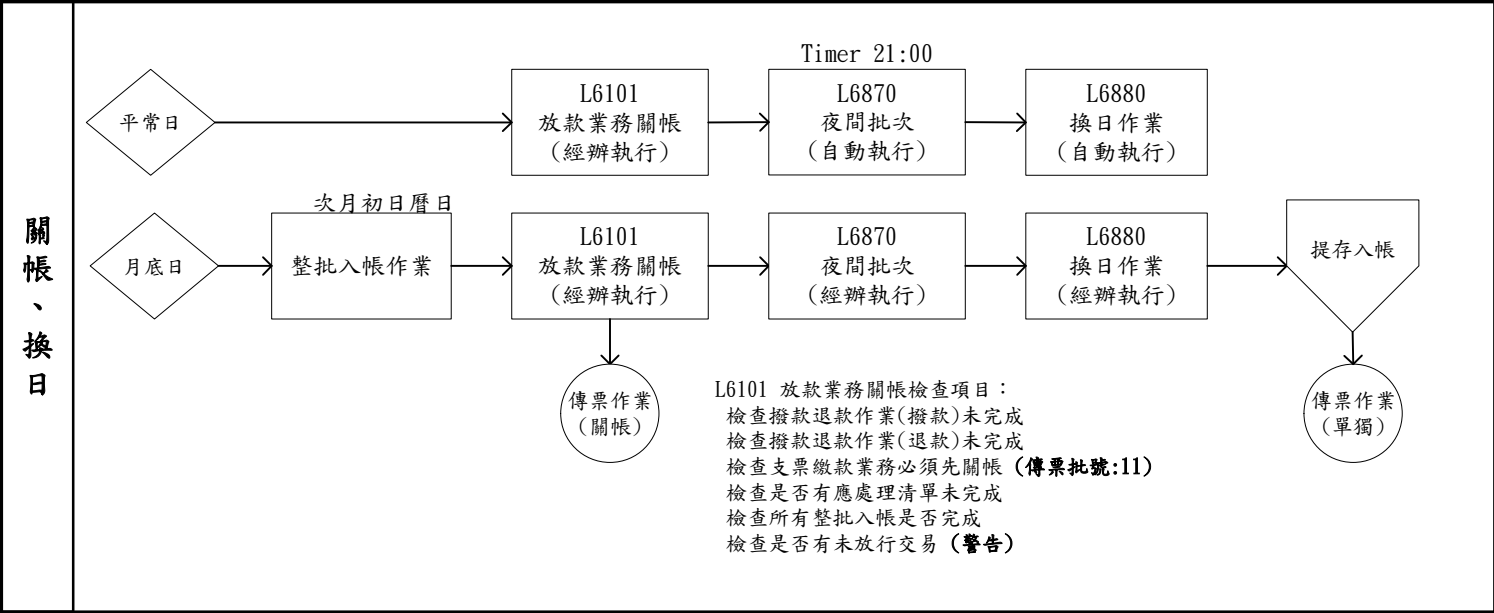 關帳、換日
Timer 21:00
平常日
L6101
放款業務關帳
(經辦執行)
L6870
夜間批次
(自動執行)
L6880
換日作業
(自動執行)
次月初日曆日
月底日
整批入帳作業
L6101
放款業務關帳
(經辦執行)
L6870
夜間批次
(經辦執行)
L6880
換日作業
(經辦執行)
提存入帳
傳票作業
(關帳)
L6101 放款業務關帳檢查項目：
檢查撥款退款作業(撥款)未完成
檢查撥款退款作業(退款)未完成
檢查支票繳款業務必須先關帳 (傳票批號:11)
檢查是否有應處理清單未完成
檢查所有整批入帳是否完成
檢查是否有未放行交易 (警告)
傳票作業
(單獨)